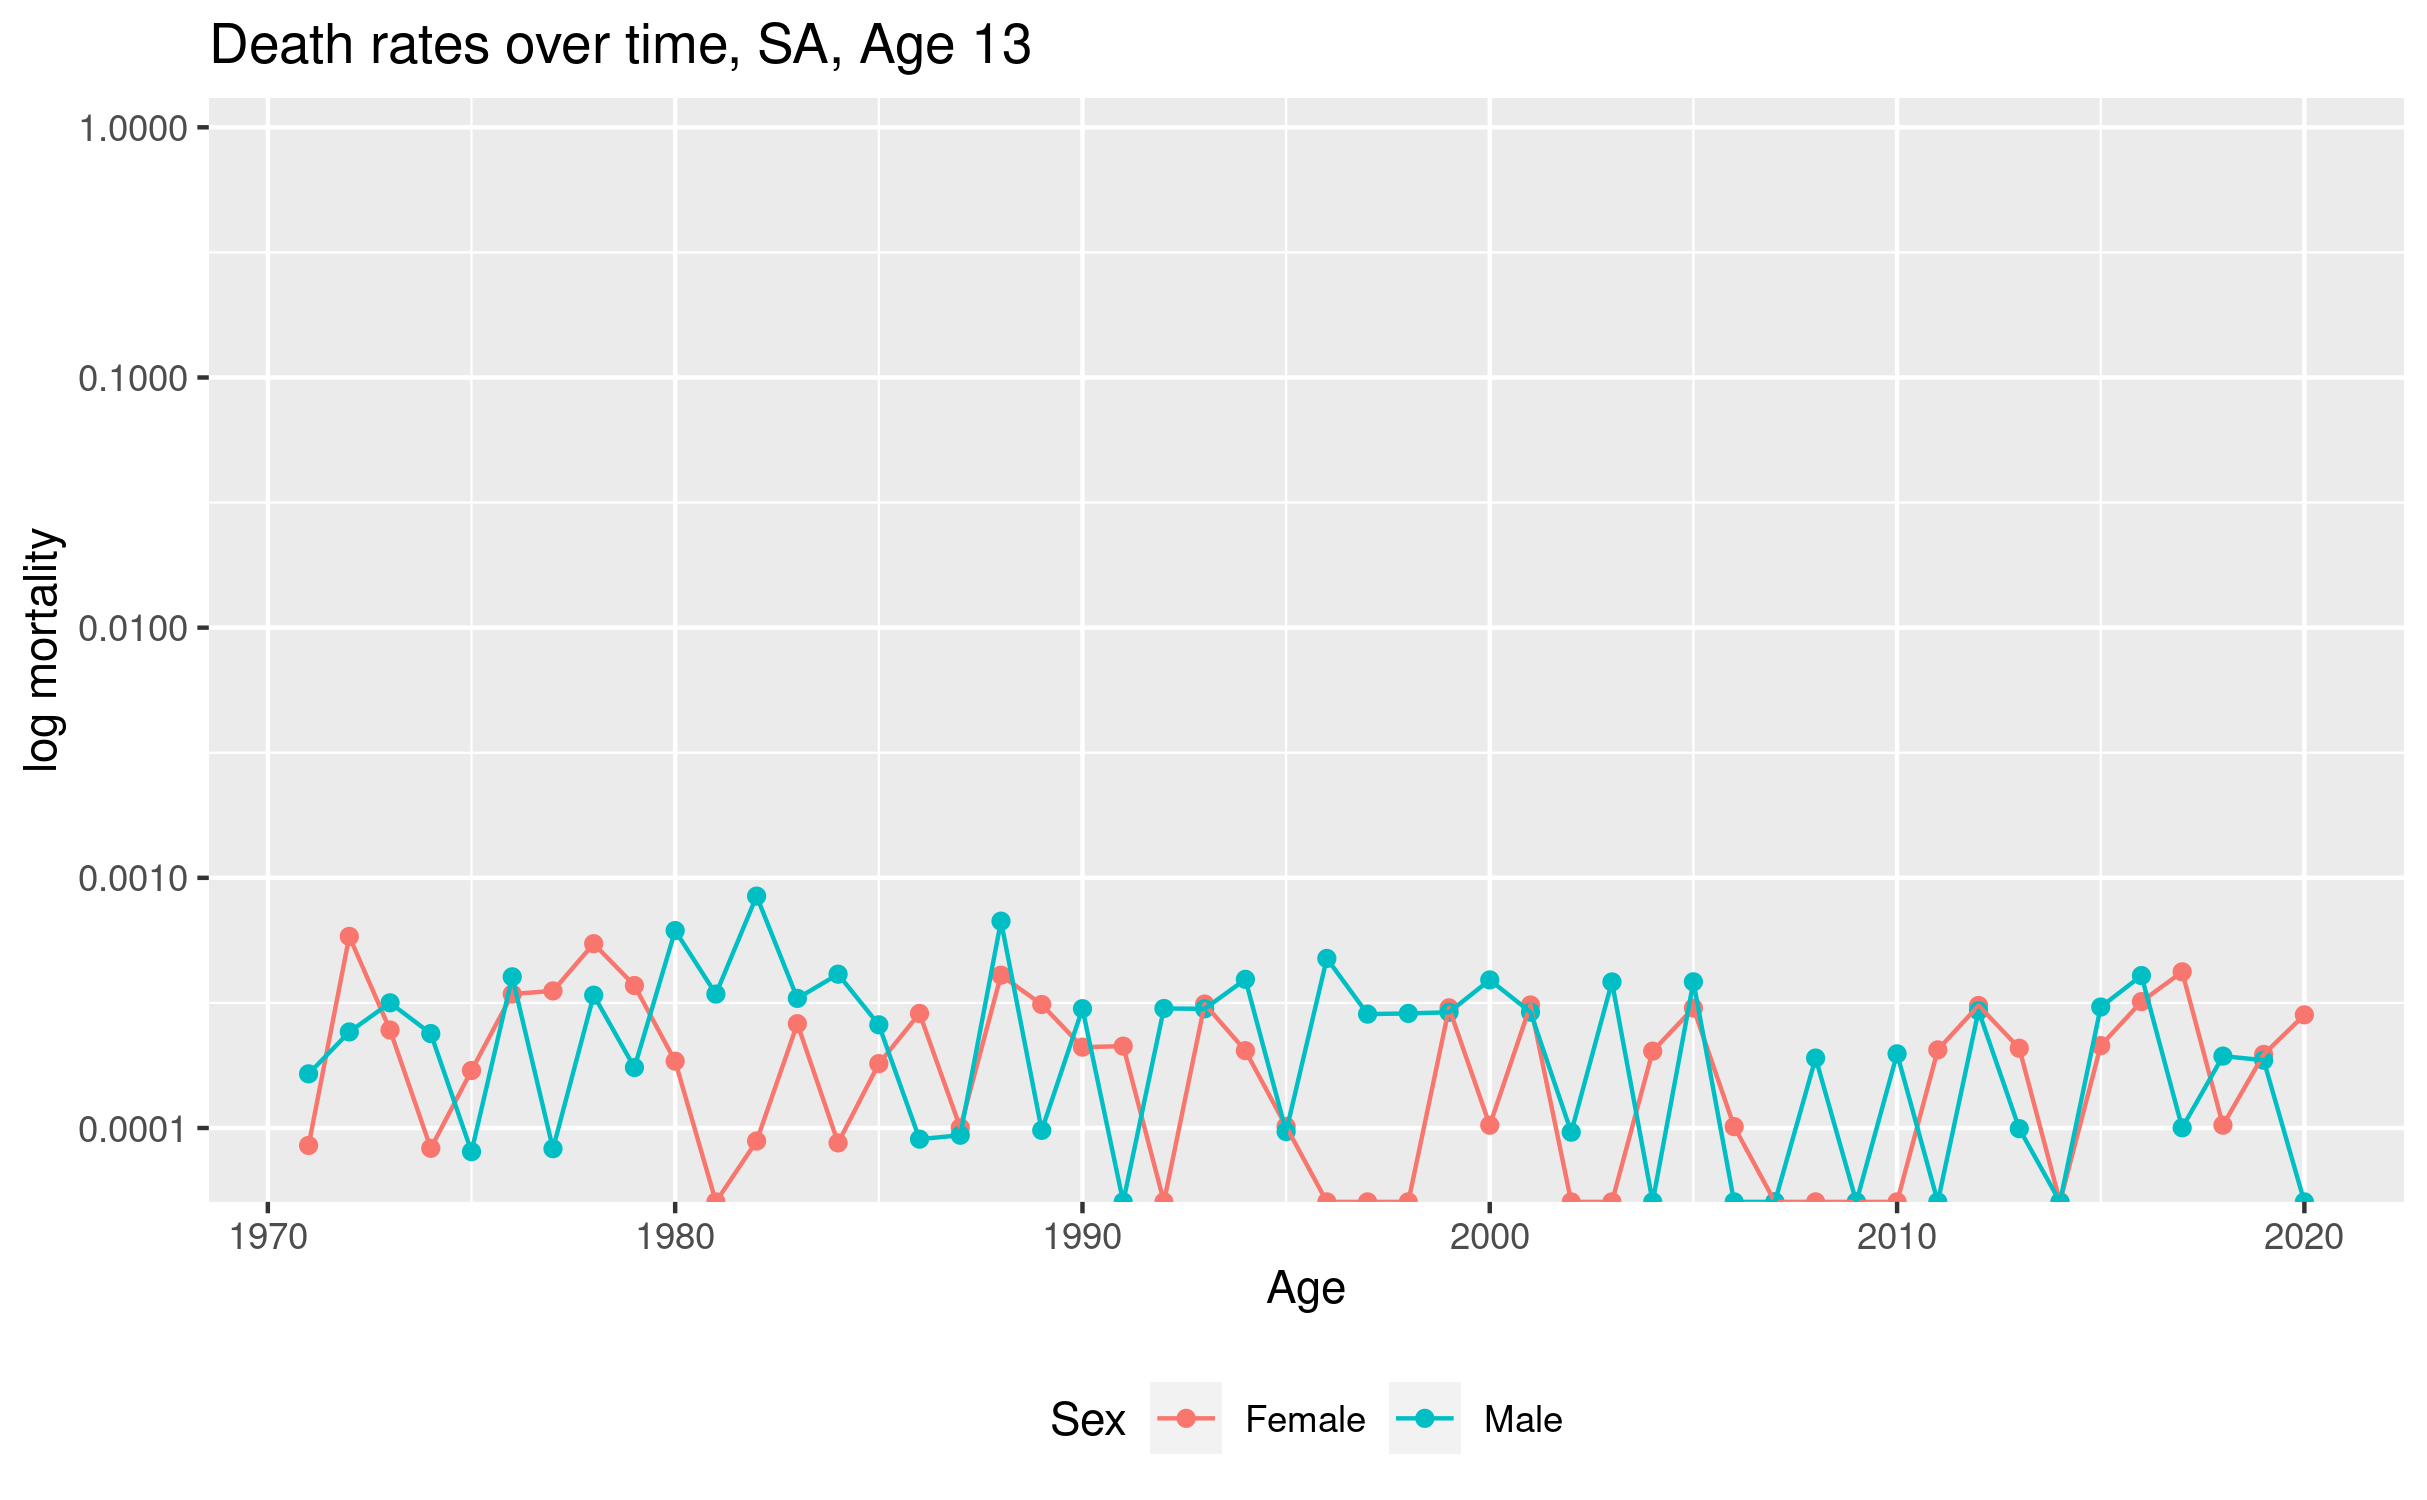 Death rates over time, SA, Age 13
log mortality
1.0000
0.1000
0.0100
0.0010
0.0001
1970 1980 1990 2000 2010 2020
Age
Sex Female Male